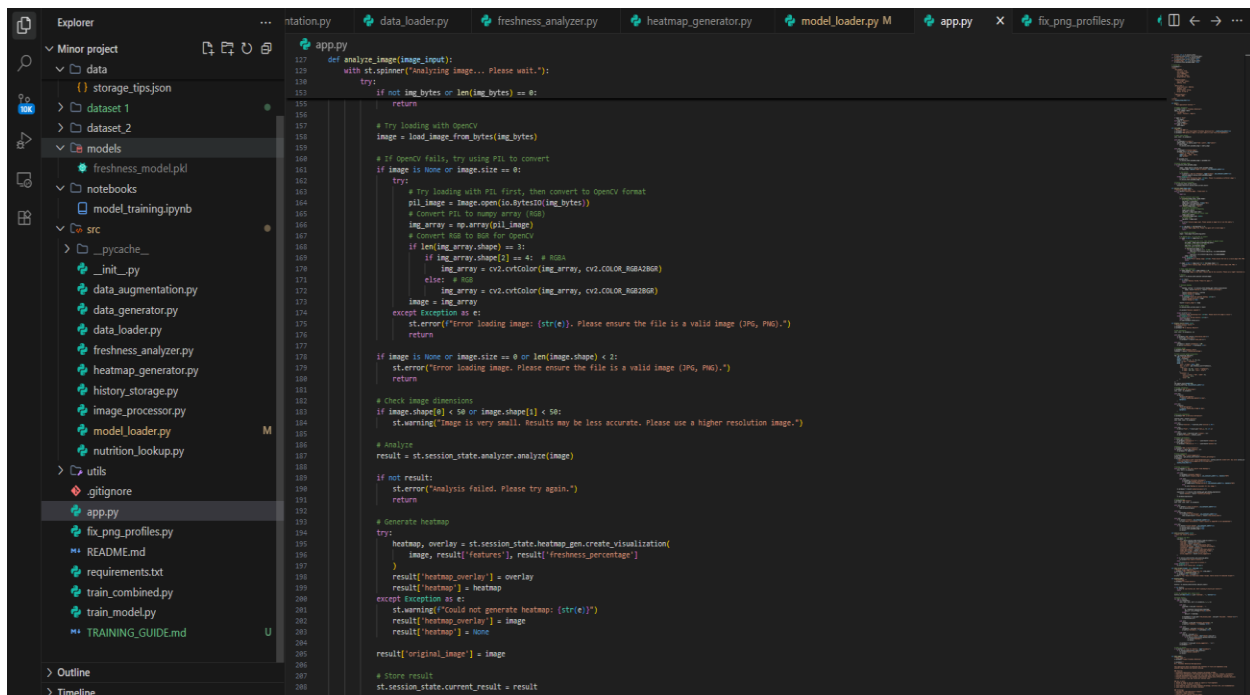 Explorer
ntation.py data_loader.py freshness_analyzer.py heatmap_generator.py model_loader.py M app.py X fix_png_profiles.py
Minor project
app.py
data
storage_tips.json
dataset 1
dataset_2
models
freshness_model.pkl
notebooks
model_training.ipynb
src
__pycache__
__init__.py
data_augmentation.py
data_generator.py
data_loader.py
freshness_analyzer.py
heatmap_generator.py
history_storage.py
image_processor.py
model_loader.py M
nutrition_lookup.py
utils
.gitignore
app.py
fix_png_profiles.py
README.md
requirements.txt
train_combined.py
train_model.py
TRAINING_GUIDE.md U
Outline
Timeline
10K
127 def analyze_image(image_input):
129 with st.spinner("Analyzing image... Please wait."):
130 try:
153 if not img_bytes or len(img_bytes) == 0:
155 return
156
157 # Try loading with OpenCV
158 image = load_image_from_bytes(img_bytes)
159
160 # If OpenCV fails, try using PIL to convert
161 if image is None or image.size == 0:
162 try:
163 # Try loading with PIL first, then convert to OpenCV format
164 pil_image = Image.open(io.BytesIO(img_bytes))
165 # Convert PIL to numpy array (RGB)
166 img_array = np.array(pil_image)
167 # Convert RGB to BGR for OpenCV
168 if len(img_array.shape) == 3:
169 if img_array.shape[2] == 4: # RGBA
170 img_array = cv2.cvtColor(img_array, cv2.COLOR_RGBA2BGR)
171 else: # RGB
172 img_array = cv2.cvtColor(img_array, cv2.COLOR_RGB2BGR)
173 image = img_array
174 except Exception as e:
175 st.error(f"Error loading image: {str(e)}. Please ensure the file is a valid image (JPG, PNG).")
176 return
177
178 if image is None or image.size == 0 or len(image.shape) < 2:
179 st.error("Error loading image. Please ensure the file is a valid image (JPG, PNG).")
180 return
181
182 # Check image dimensions
183 if image.shape[0] < 50 or image.shape[1] < 50:
184 st.warning("Image is very small. Results may be less accurate. Please use a higher resolution image.")
185
186 # Analyze
187 result = st.session_state.analyzer.analyze(image)
188
189 if not result:
190 st.error("Analysis failed. Please try again.")
191 return
192
193 # Generate heatmap
194 try:
195 heatmap, overlay = st.session_state.heatmap_gen.create_visualization(
196 image, result['features'], result['freshness_percentage']
197 )
198 result['heatmap_overlay'] = overlay
199 result['heatmap'] = heatmap
200 except Exception as e:
201 st.warning(f"Could not generate heatmap: {str(e)}")
202 result['heatmap_overlay'] = image
203 result['heatmap'] = None
204
205 result['original_image'] = image
206
207 # Store result
208 st.session_state.current_result = result